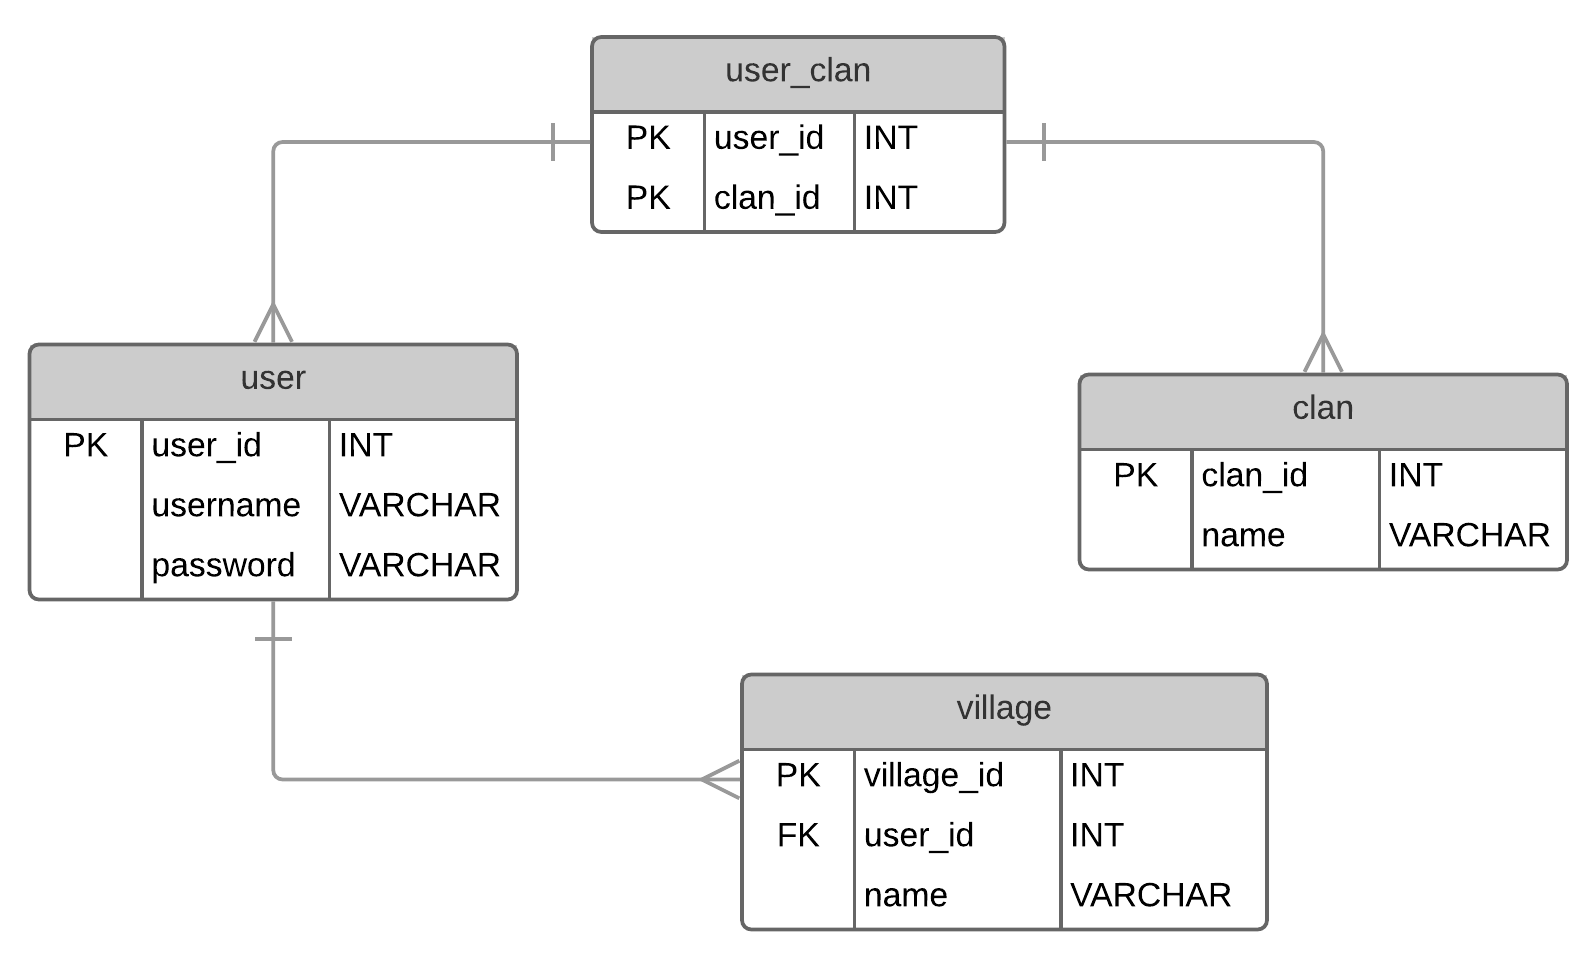 user_clan
PK user_id INT
PK clan_id INT
user
PK user_id INT
username VARCHAR
password VARCHAR
clan
PK clan_id INT
name VARCHAR
village
PK village_id INT
FK user_id INT
name VARCHAR